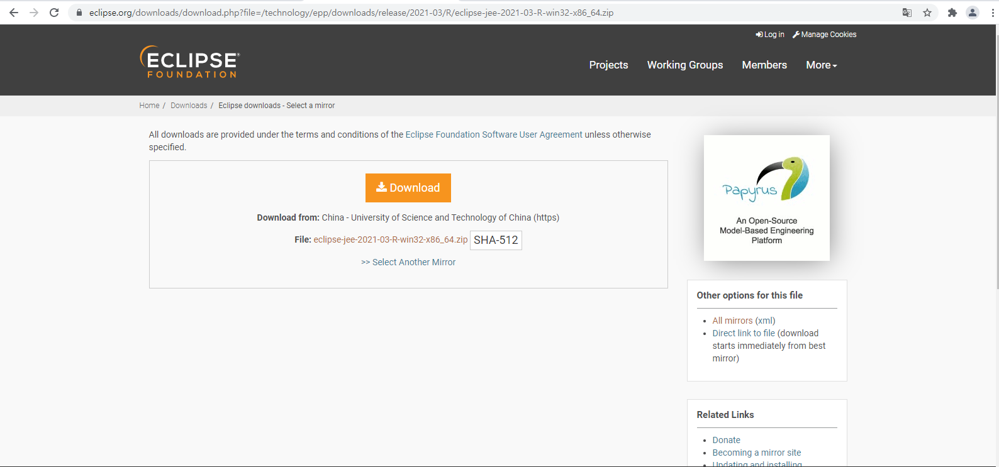 eclipse.org/downloads/download.php?file=/technology/epp/downloads/release/2021-03/R/eclipse-jee-2021-03-R-win32-x86_64.zip
Log in Manage Cookies
ECLIPSE®
FOUNDATION
Projects Working Groups Members More
Home / Downloads / Eclipse downloads - Select a mirror
All downloads are provided under the terms and conditions of the Eclipse Foundation Software User Agreement unless otherwise
specified.
Download
Download from: China - University of Science and Technology of China (https)
File: eclipse-jee-2021-03-R-win32-x86_64.zip SHA-512
>> Select Another Mirror
Papyrus
An Open-Source
Model-Based Engineering
Platform
Other options for this file
All mirrors (xml)
Direct link to file (download
starts immediately from best
mirror)
Related Links
Donate
Becoming a mirror site
Updating and installing